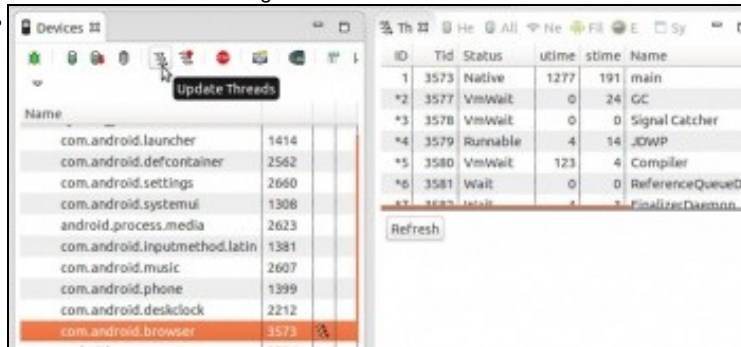 Devices
Th He All Ne Fil E Sy
Update Threads
Name
com.android.launcher 1414
com.android.defcontainer 2562
com.android.settings 2660
com.android.systemui 1308
android.process.media 2623
com.android.inputmethod.latin 1381
com.android.music 2607
com.android.phone 1399
com.android.deskclock 2212
com.android.browser 3573
ID Tid Status utime stime Name
1 3573 Native 1277 191 main
*2 3577 VmWait 0 24 GC
*3 3578 VmWait 0 0 Signal Catcher
*4 3579 Runnable 4 14 JDWP
*5 3580 VmWait 123 4 Compiler
*6 3581 Wait 0 0 ReferenceQueueD
*7 3582 Wait FinalizerDaemon
Refresh